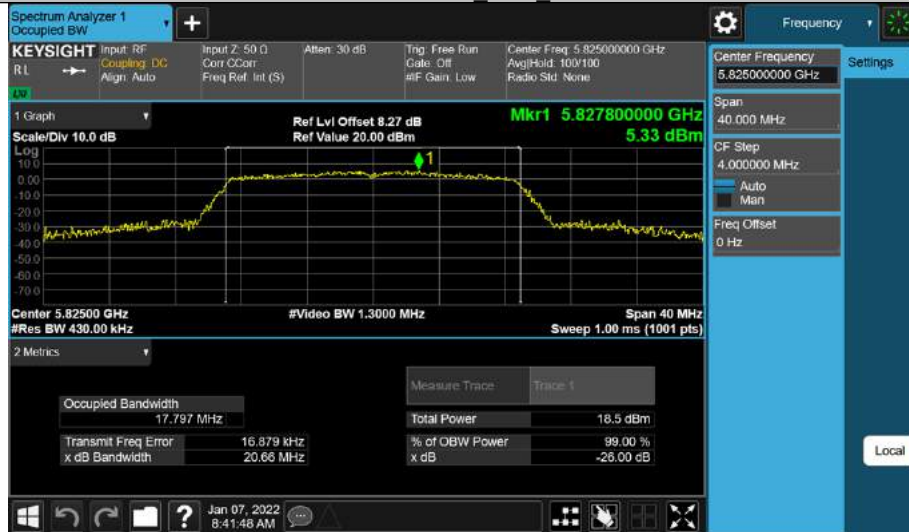 Spectrum Analyzer 1
Occupied BW
+
Frequency
KEYSIGHT Input: RF Input Z: 50 Ω Atten: 30 dB Trig: Free Run Center Freq: 5.825000000 GHz
RL Coupling: DC Corr CCorr Gate: Off Avg|Hold: 100/100
Align: Auto Freq Ref: Int (S) #IF Gain: Low Radio Std: None
Center Frequency
5.825000000 GHz
Settings
Span
40.000 MHz
CF Step
4.000000 MHz
Auto
Man
Freq Offset
0 Hz
1 Graph
Ref Lvl Offset 8.27 dB
Mkr1 5.827800000 GHz
Scale/Div 10.0 dB
Ref Value 20.00 dBm
5.33 dBm
Log
1
10.0
0.00
-10.0
-20.0
-30.0
-40.0
-50.0
-60.0
-70.0
Center 5.82500 GHz #Video BW 1.3000 MHz Span 40 MHz
#Res BW 430.00 kHz Sweep 1.00 ms (1001 pts)
2 Metrics
Measure Trace Trace 1
Occupied Bandwidth
17.797 MHz
Total Power 18.5 dBm
Transmit Freq Error 16.879 kHz
% of OBW Power 99.00 %
x dB Bandwidth 20.66 MHz
x dB -26.00 dB
Local
?
Jan 07, 2022
8:41:48 AM